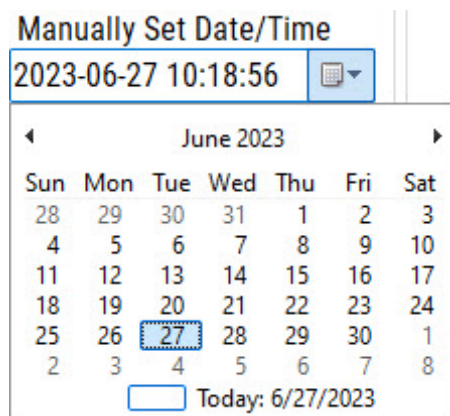 Manually Set Date/Time
2023-06-27 10:18:56
June 2023
Sun Mon Tue Wed Thu Fri Sat
28 29 30 31 1 2 3
4 5 6 7 8 9 10
11 12 13 14 15 16 17
18 19 20 21 22 23 24
25 26 27 28 29 30 1
2 3 4 5 6 7 8
Today: 6/27/2023